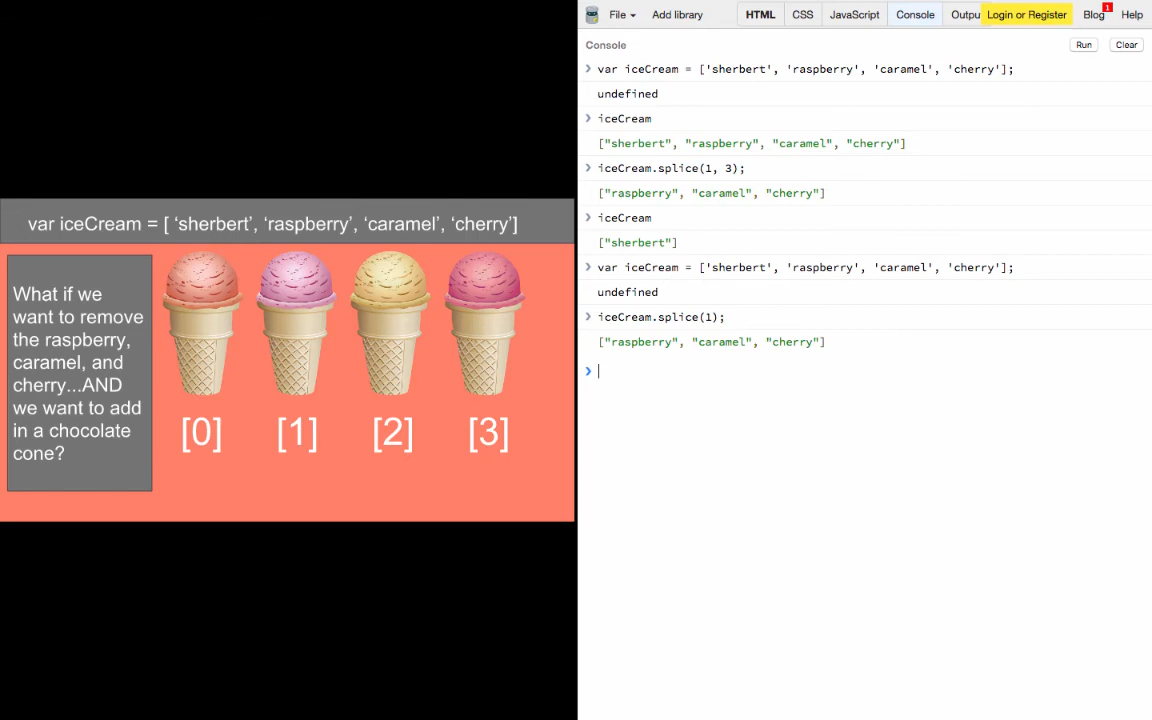 var iceCream = [ ‘sherbert’, ‘raspberry’, ‘caramel’, ‘cherry’]
What if we
want to remove
the raspberry,
caramel, and
cherry...AND
we want to add
in a chocolate
cone?
[0] [1] [2] [3]
File Add library HTML CSS JavaScript Console Outpu Login or Register Blog 1 Help
Console Run Clear
var iceCream = ['sherbert', 'raspberry', 'caramel', 'cherry'];
undefined
iceCream
["sherbert", "raspberry", "caramel", "cherry"]
iceCream.splice(1, 3);
["raspberry", "caramel", "cherry"]
iceCream
["sherbert"]
var iceCream = ['sherbert', 'raspberry', 'caramel', 'cherry'];
undefined
iceCream.splice(1);
["raspberry", "caramel", "cherry"]